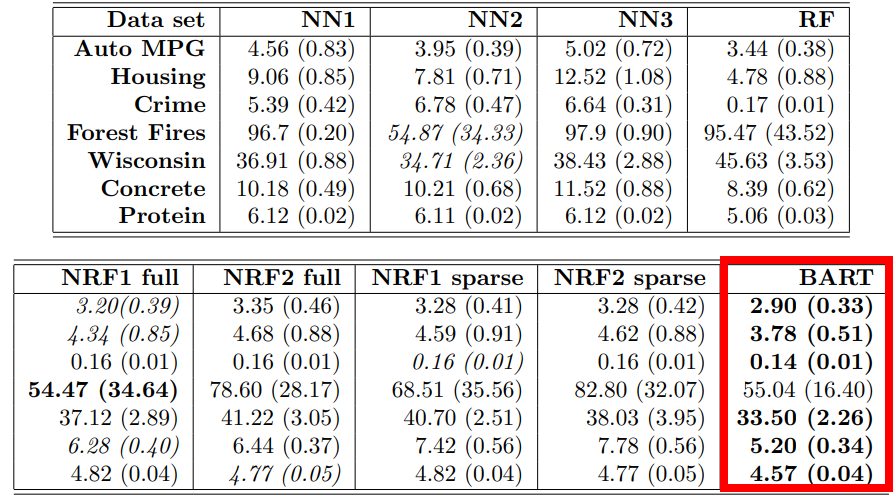 Data set NN1 NN2 NN3 RF
Auto MPG 4.56 (0.83) 3.95 (0.39) 5.02 (0.72) 3.44 (0.38)
Housing 9.06 (0.85) 7.81 (0.71) 12.52 (1.08) 4.78 (0.88)
Crime 5.39 (0.42) 6.78 (0.47) 6.64 (0.31) 0.17 (0.01)
Forest Fires 96.7 (0.20) 54.87 (34.33) 97.9 (0.90) 95.47 (43.52)
Wisconsin 36.91 (0.88) 34.71 (2.36) 38.43 (2.88) 45.63 (3.53)
Concrete 10.18 (0.49) 10.21 (0.68) 11.52 (0.88) 8.39 (0.62)
Protein 6.12 (0.02) 6.11 (0.02) 6.12 (0.02) 5.06 (0.03)
NRF1 full NRF2 full NRF1 sparse NRF2 sparse BART
3.20(0.39) 3.35 (0.46) 3.28 (0.41) 3.28 (0.42) 2.90 (0.33)
4.34 (0.85) 4.68 (0.88) 4.59 (0.91) 4.62 (0.88) 3.78 (0.51)
0.16 (0.01) 0.16 (0.01) 0.16 (0.01) 0.16 (0.01) 0.14 (0.01)
54.47 (34.64) 78.60 (28.17) 68.51 (35.56) 82.80 (32.07) 55.04 (16.40)
37.12 (2.89) 41.22 (3.05) 40.70 (2.51) 38.03 (3.95) 33.50 (2.26)
6.28 (0.40) 6.44 (0.37) 7.42 (0.56) 7.78 (0.56) 5.20 (0.34)
4.82 (0.04) 4.77 (0.05) 4.82 (0.04) 4.77 (0.05) 4.57 (0.04)